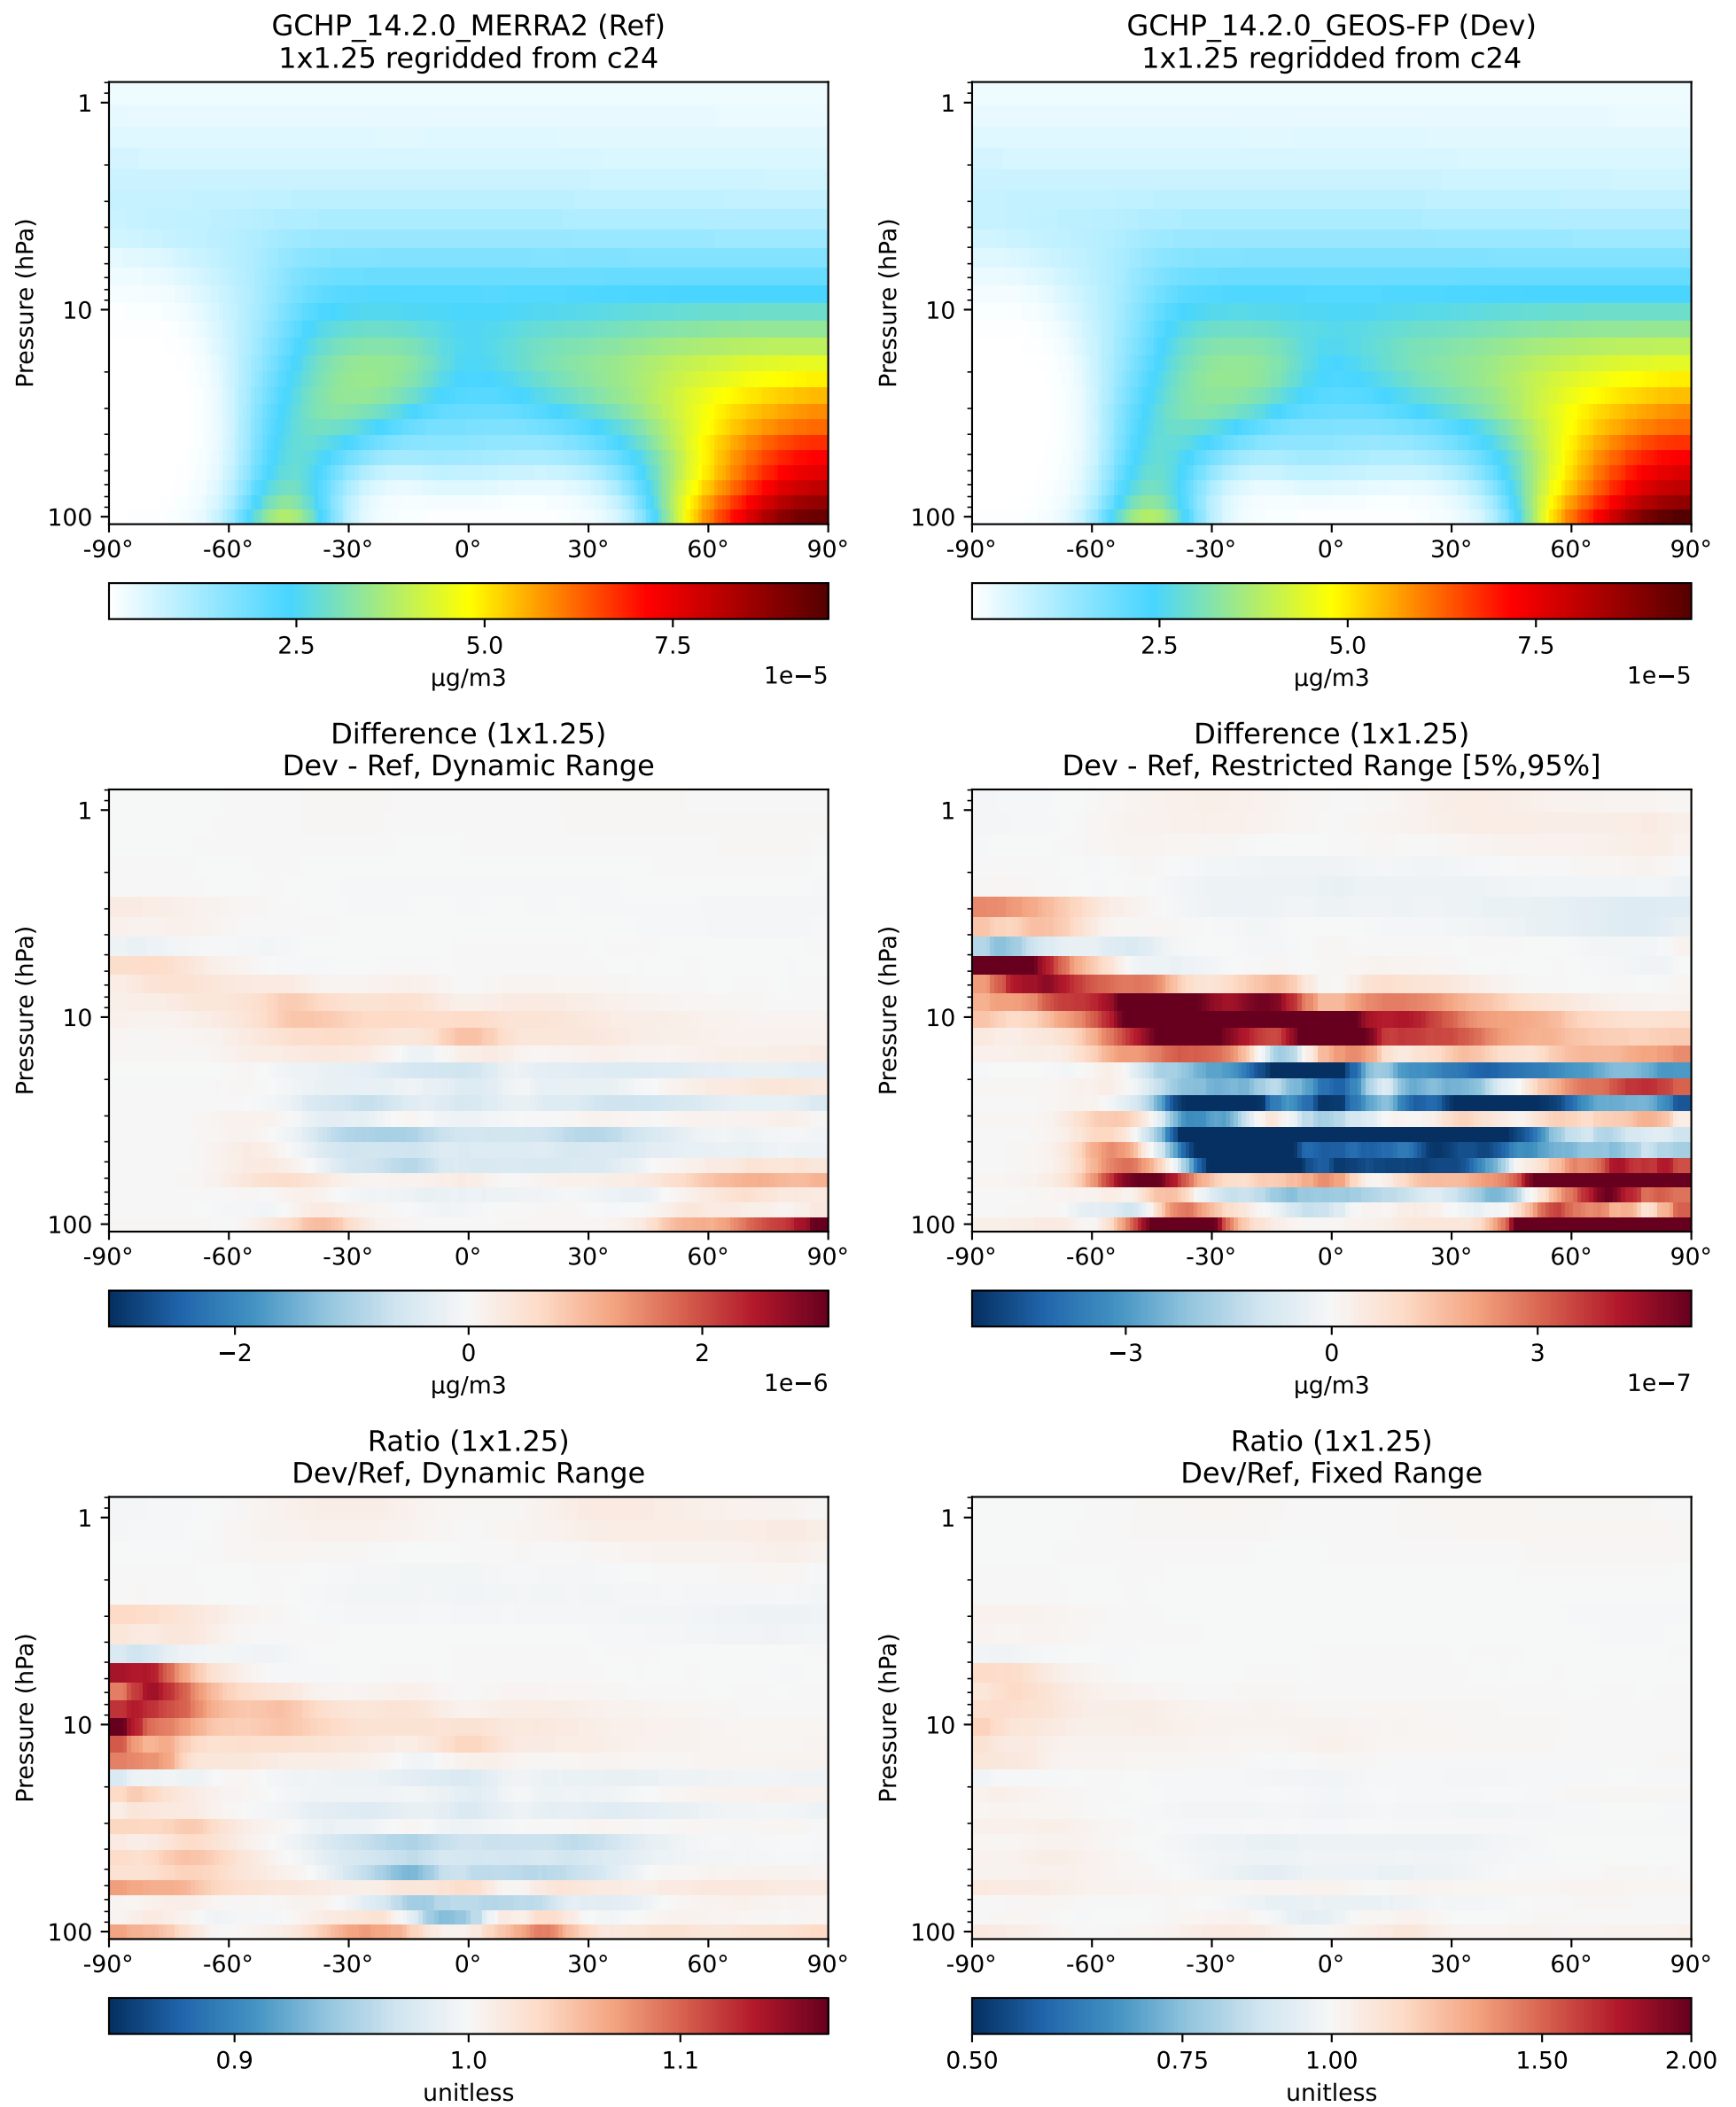 GCHP_14.2.0_MERRA2 (Ref)
1x1.25 regridded from c24
Pressure (hPa)
1
10
100
-90° -60° -30° 0° 30° 60° 90°
2.5 5.0 7.5
µg/m3
1e−5
GCHP_14.2.0_GEOS-FP (Dev)
1x1.25 regridded from c24
Pressure (hPa)
1
10
100
-90° -60° -30° 0° 30° 60° 90°
2.5 5.0 7.5
µg/m3
1e−5
Difference (1x1.25)
Dev - Ref, Dynamic Range
Pressure (hPa)
1
10
100
-90° -60° -30° 0° 30° 60° 90°
−2 0 2
µg/m3
1e−6
Difference (1x1.25)
Dev - Ref, Restricted Range [5%,95%]
Pressure (hPa)
1
10
100
-90° -60° -30° 0° 30° 60° 90°
−3 0 3
µg/m3
1e−7
Ratio (1x1.25)
Dev/Ref, Dynamic Range
Pressure (hPa)
1
10
100
-90° -60° -30° 0° 30° 60° 90°
0.9 1.0 1.1
unitless
Ratio (1x1.25)
Dev/Ref, Fixed Range
Pressure (hPa)
1
10
100
-90° -60° -30° 0° 30° 60° 90°
0.50 0.75 1.00 1.50 2.00
unitless